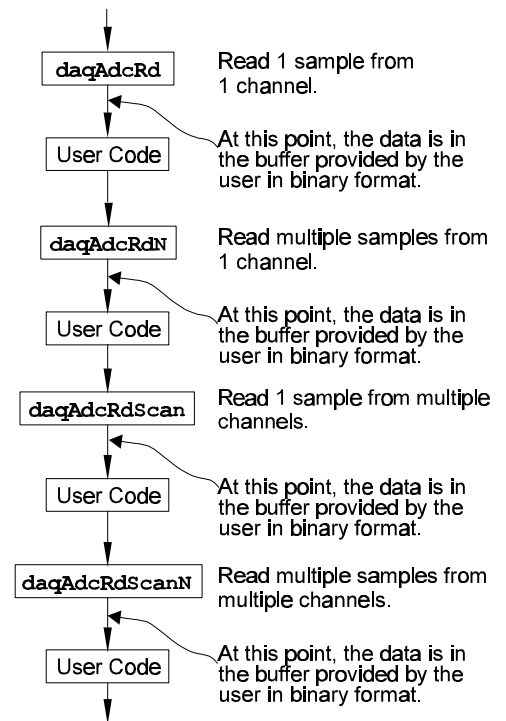 daqAdcRd
Read 1 sample from
1 channel.
At this point, the data is in
the buffer provided by the
user in binary format.
User Code
daqAdcRdN
Read multiple samples from
1 channel.
At this point, the data is in
the buffer provided by the
user in binary format.
User Code
daqAdcRdScan
Read 1 sample from multiple
channels.
At this point, the data is in
the buffer provided by the
user in binary format.
User Code
daqAdcRdScanN
Read multiple samples from
multiple channels.
At this point, the data is in
the buffer provided by the
user in binary format.
User Code